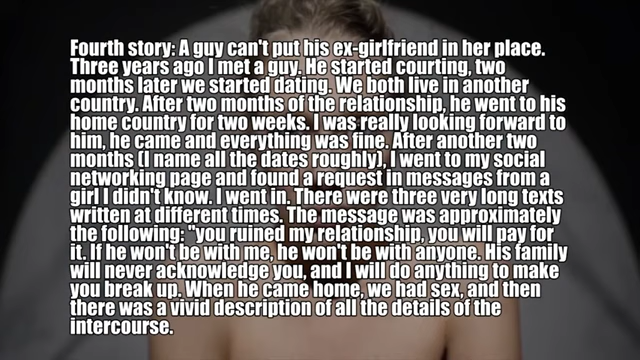 Fourth story: A guy can't put his ex-girlfriend in her place.
Three years ago I met a guy. He started courting, two
months later we started dating. We both live in another
country. After two months of the relationship, he went to his
home country for two weeks. I was really looking forward to
him, he came and everything was fine. After another two
months (I name all the dates roughly), I went to my social
networking page and found a request in messages from a
girl I didn't know. I went in. There were three very long texts
written at different times. The message was approximately
the following: "you ruined my relationship, you will pay for
it. If he won't be with me, he won't be with anyone. His family
will never acknowledge you, and I will do anything to make
you break up. When he came home, we had sex, and then
there was a vivid description of all the details of the
intercourse.